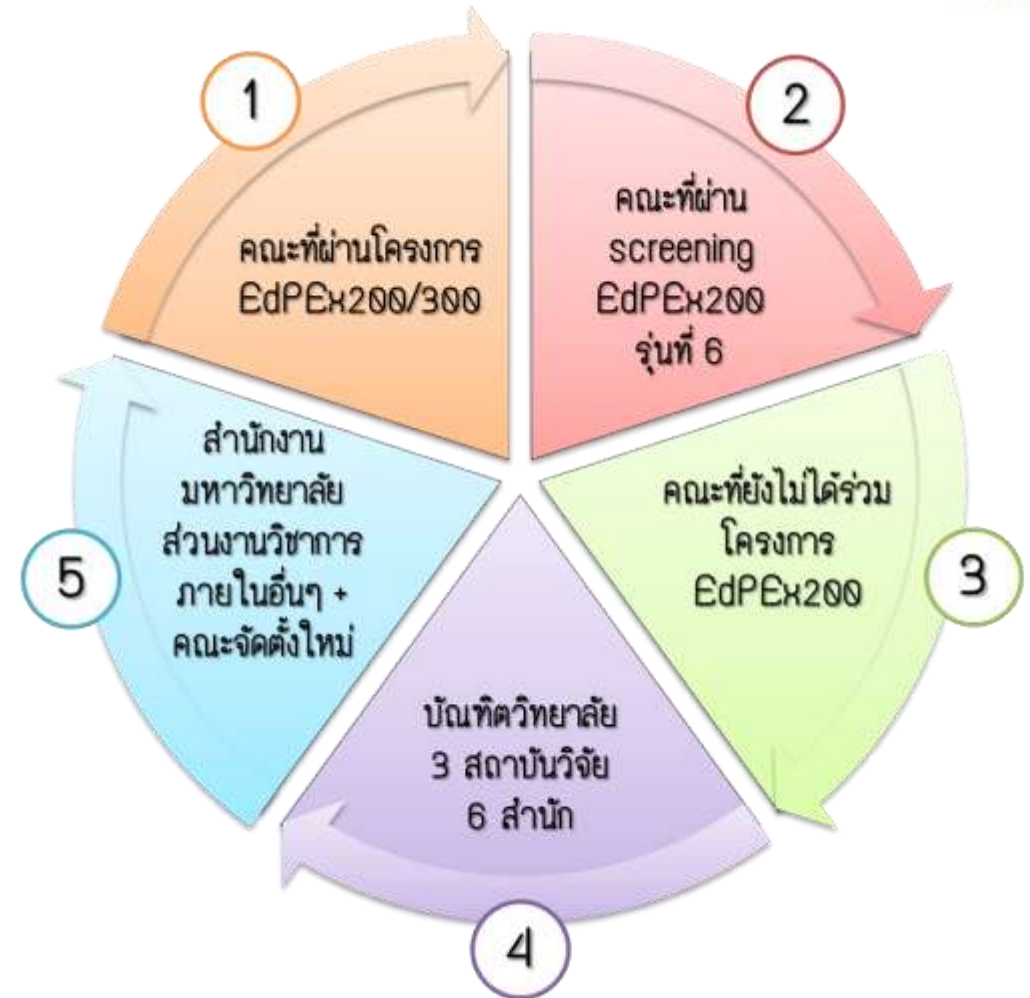 1
คณะที่ผ่านโครงการ
EdPEx200/300
2
คณะที่ผ่าน
screening
EdPEx200
รุ่นที่ 6
3
คณะที่ยังไม่ได้ร่วม
โครงการ
EdPEx200
4
บัณฑิตวิทยาลัย
3 สถาบันวิจัย
6 สำนัก
5
สำนักงาน
มหาวิทยาลัย
ส่วนงานวิชาการ
ภายในอื่นๆ +
คณะจัดตั้งใหม่